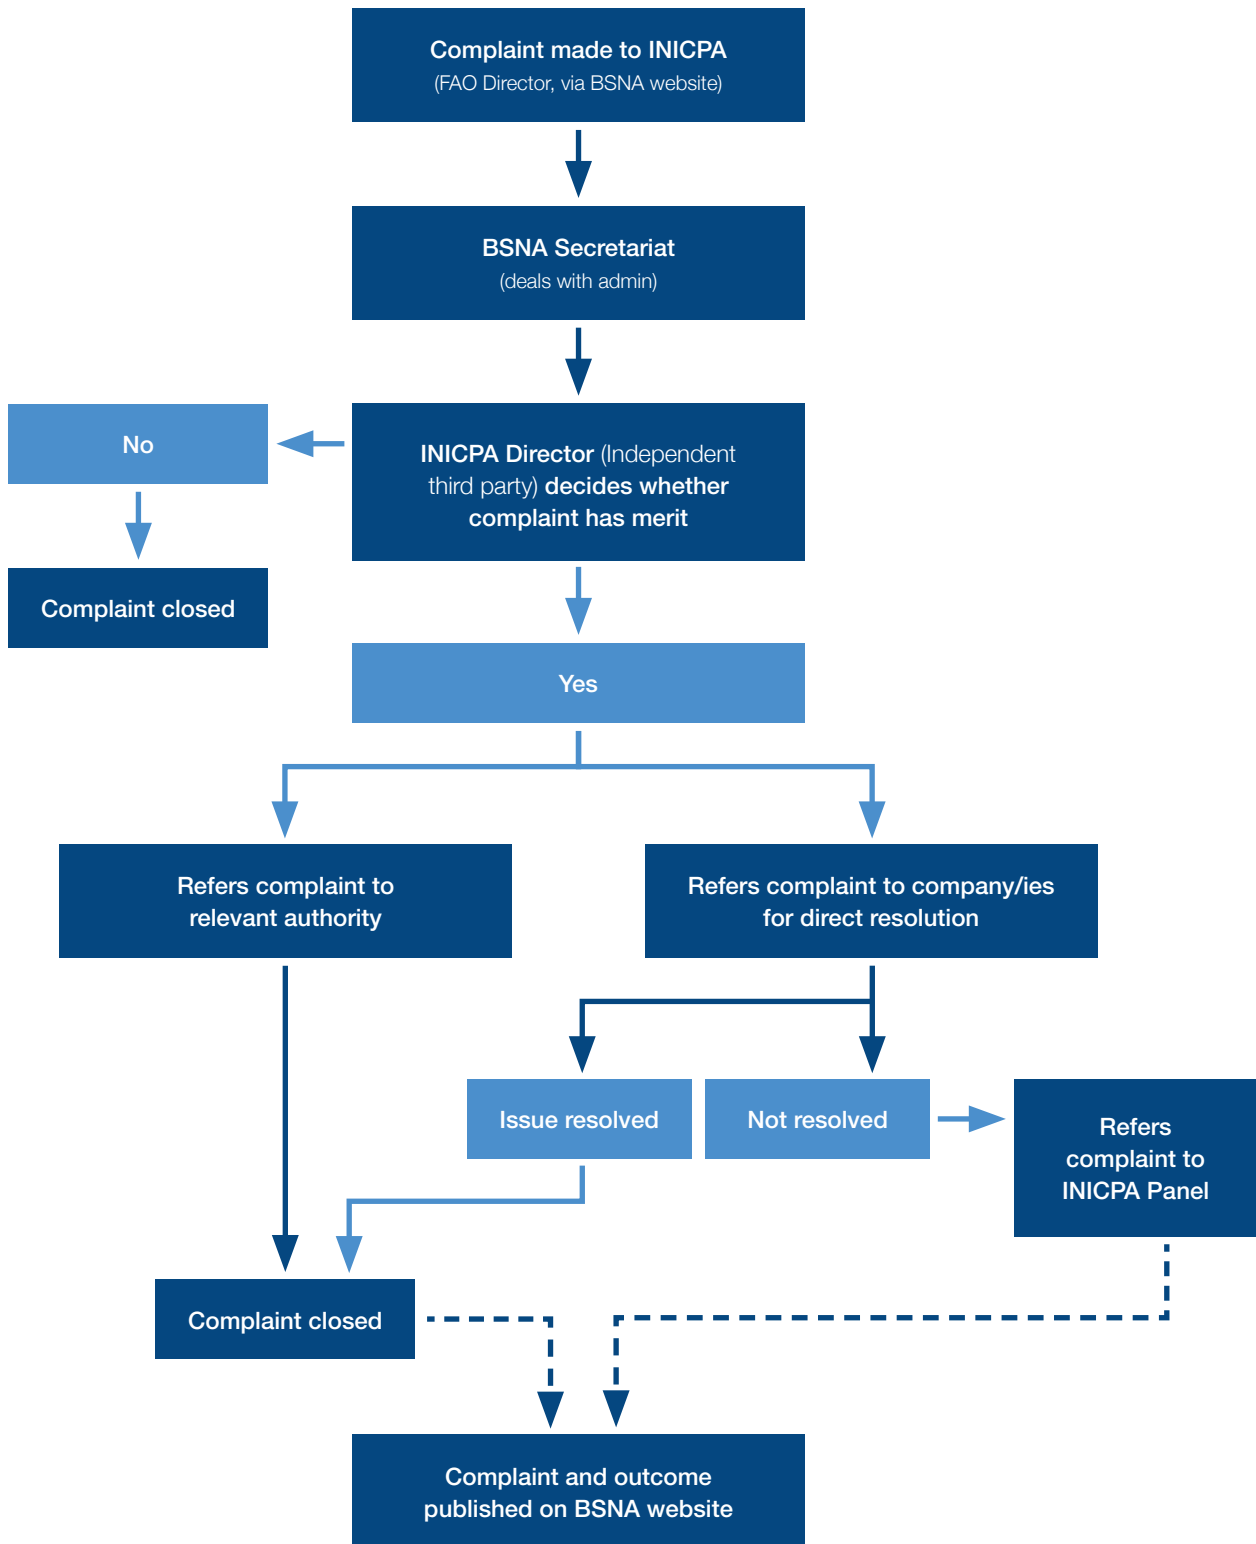 Complaint made to INICPA
(FAO Director, via BSNA website)
BSNA Secretariat
(deals with admin)
No
INICPA Director (Independent
third party) decides whether
complaint has merit
Complaint closed
Yes
Refers complaint to
relevant authority
Refers complaint to company/ies
for direct resolution
Issue resolved
Not resolved
Refers
complaint to
INICPA Panel
Complaint closed
Complaint and outcome
published on BSNA website